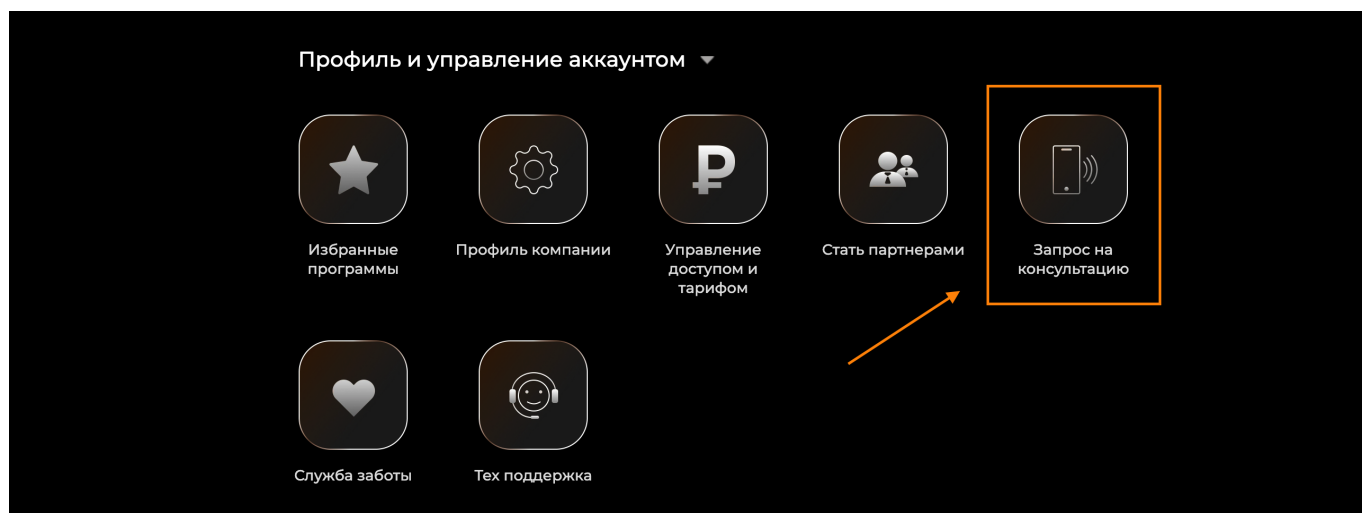 Профиль и управление аккаунтом
Избранные
программы
Профиль компании
Управление
доступом и
тарифом
Стать партнерами
Запрос на
консультацию
Служба заботы
Тех поддержка